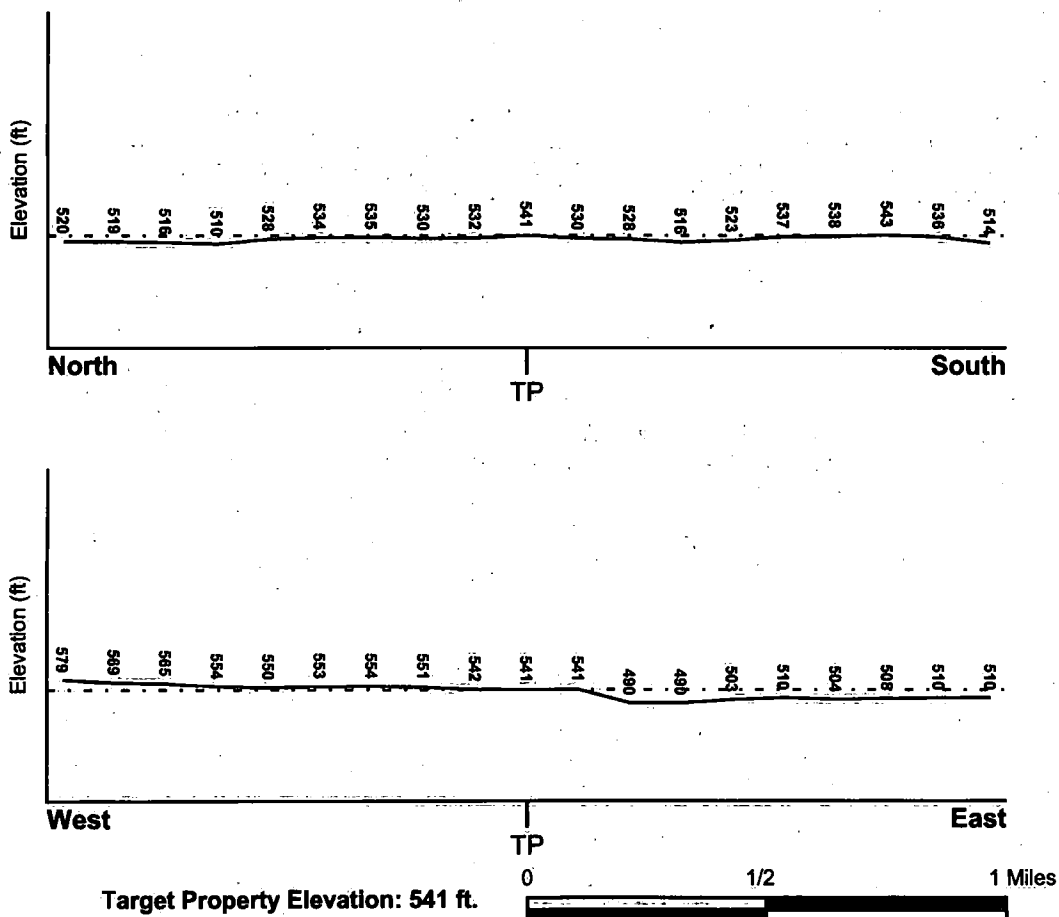 Elevation (ft)
520 519 516 510 528 534 535 530 532 541 530 528 516 523 537 538 543 536 514
North South
TP
Elevation (ft)
579 569 565 554 550 553 554 551 542 541 541 490 490 503 510 504 508 510 510
West East
TP
Target Property Elevation: 541 ft.
0 1/2 1 Miles